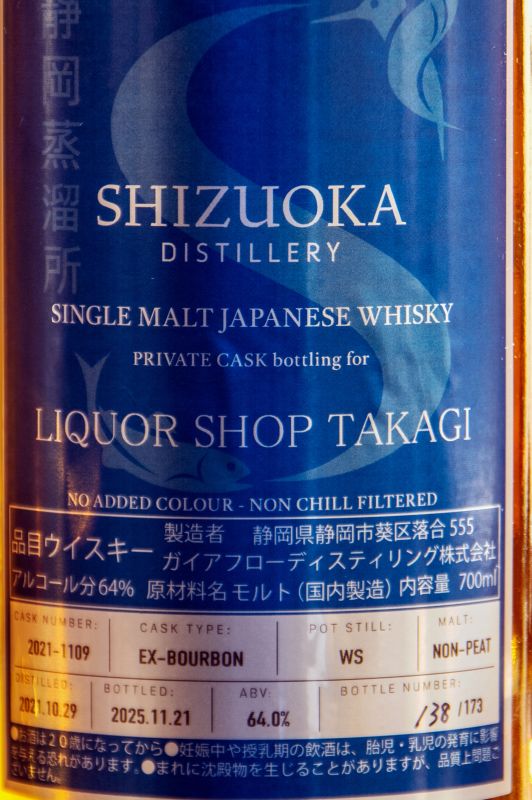 静岡蒸溜所
SHIZUOKA
DISTILLERY
SINGLE MALT JAPANESE WHISKY
PRIVATE CASK bottling for
LIQUOR SHOP TAKAGI
NO ADDED COLOUR - NON CHILL FILTERED
品目ウイスキー
製造者 静岡県静岡市葵区落合555
ガイアフローディスティリング株式会社
アルコール分64% 原材料名 モルト（国内製造）内容量 700ml
CASK NUMBER: CASK TYPE: POT STILL: MALT:
2021-1109 EX-BOURBON WS NON-PEAT
DISTILLED: BOTTLED: ABV: BOTTLE NUMBER:
2021.10.29 2025.11.21 64.0% 138 /173
●お酒は２０歳になってから●妊娠中や授乳期の飲酒は、胎児・乳児の発育に影響
を与える恐れがあります。●まれに沈殿物を生じることがありますが、品質上問題ご
ざいません。